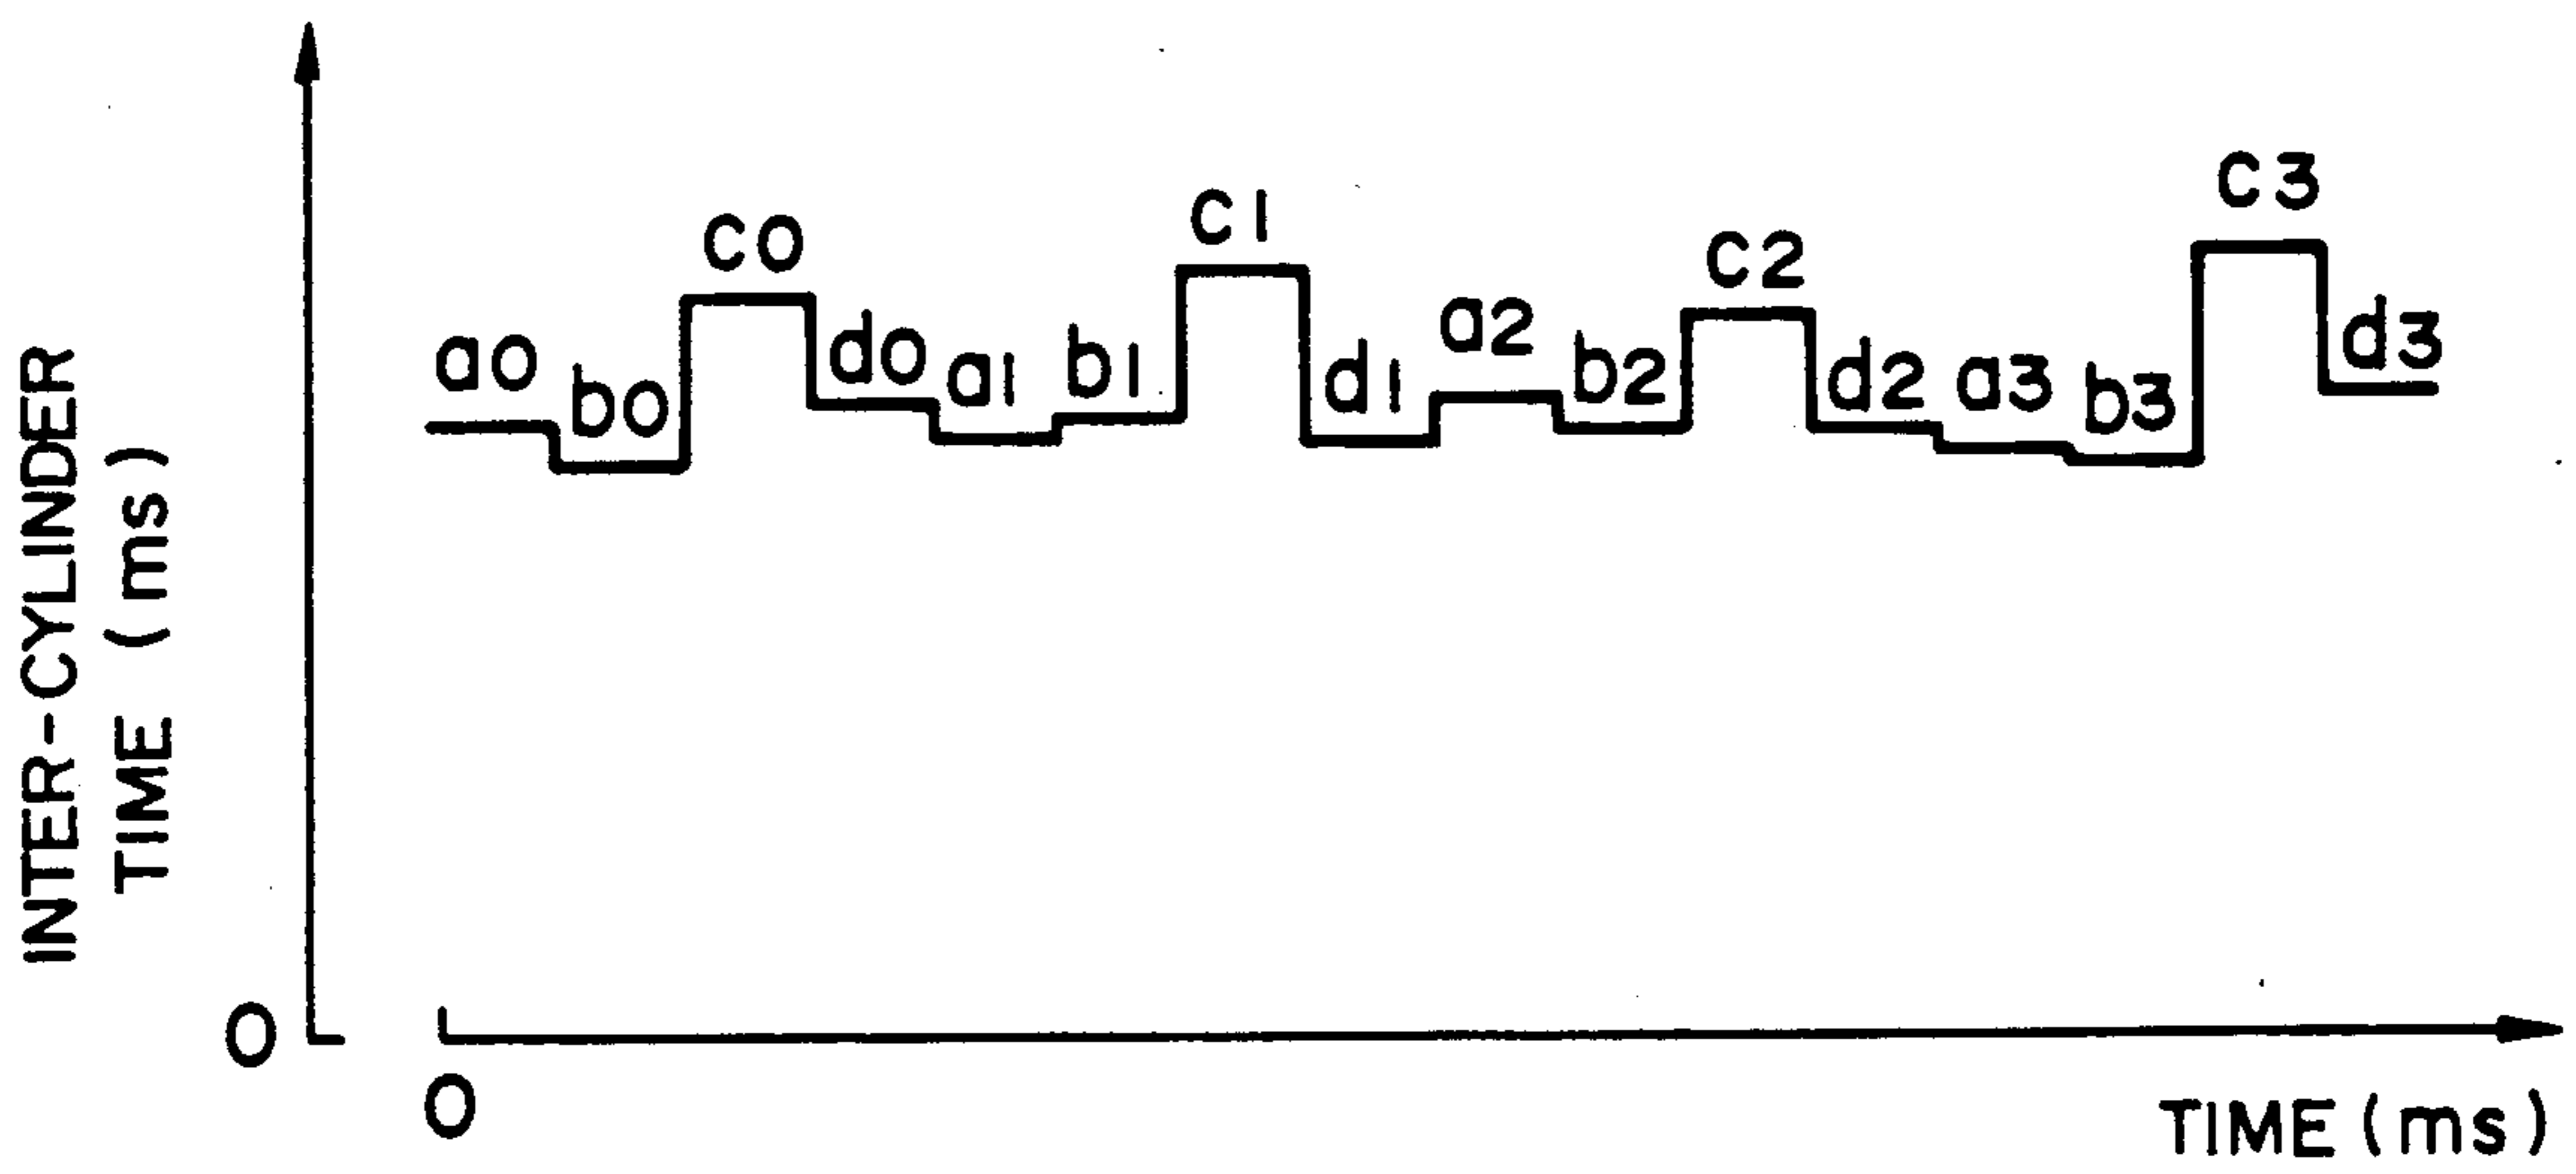 INTER-CYLINDER
TIME (ms)
a0 b0 c0 d0 a1 b1 c1 d1 a2 b2 c2 d2 a3 b3 c3 d3
0
0
TIME (ms)